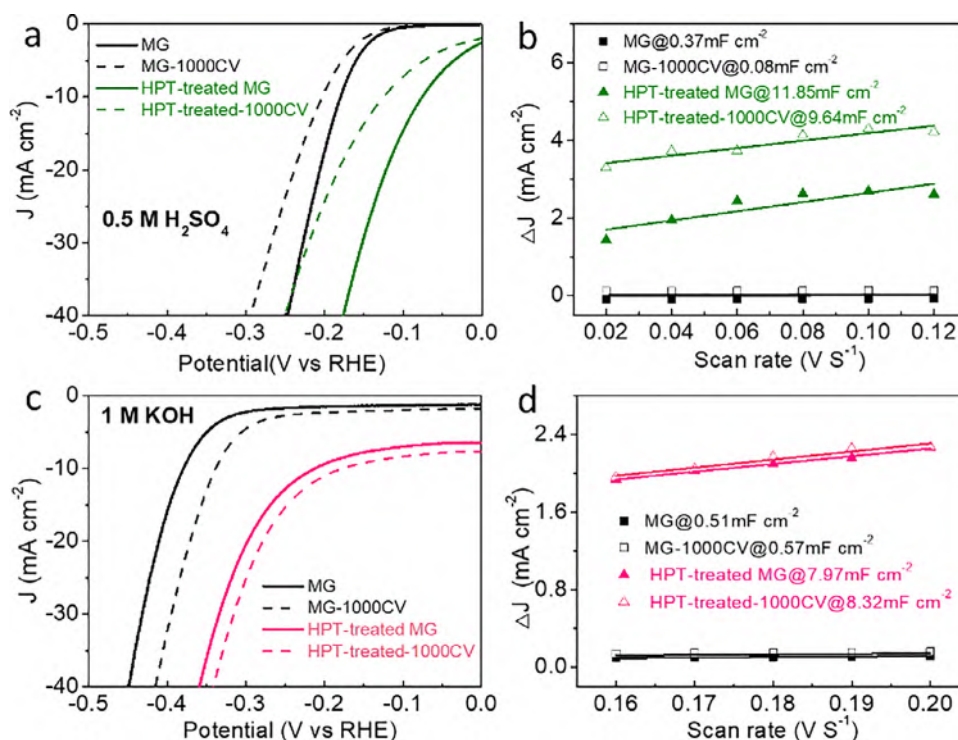 a
MG
MG-1000CV
HPT-treated MG
HPT-treated-1000CV
0.5 M H₂SO₄
J (mA cm⁻²)
0
-10
-20
-30
-40
-0.5 -0.4 -0.3 -0.2 -0.1 0.0
Potential(V vs RHE)
b
MG@0.37mF cm⁻²
MG-1000CV@0.08mF cm⁻²
HPT-treated MG@11.85mF cm⁻²
HPT-treated-1000CV@9.64mF cm⁻²
△J (mA cm⁻²)
6
4
2
0
0.02 0.04 0.06 0.08 0.10 0.12
Scan rate (V S⁻¹)
c
1 M KOH
MG
MG-1000CV
HPT-treated MG
HPT-treated-1000CV
J (mA cm⁻²)
0
-10
-20
-30
-40
-0.5 -0.4 -0.3 -0.2 -0.1 0.0
Potential (V vs RHE)
d
MG@0.51mF cm⁻²
MG-1000CV@0.57mF cm⁻²
HPT-treated MG@7.97mF cm⁻²
HPT-treated-1000CV@8.32mF cm⁻²
△J (mA cm⁻²)
2.4
1.6
0.8
0.0
0.16 0.17 0.18 0.19 0.20
Scan rate (V S⁻¹)